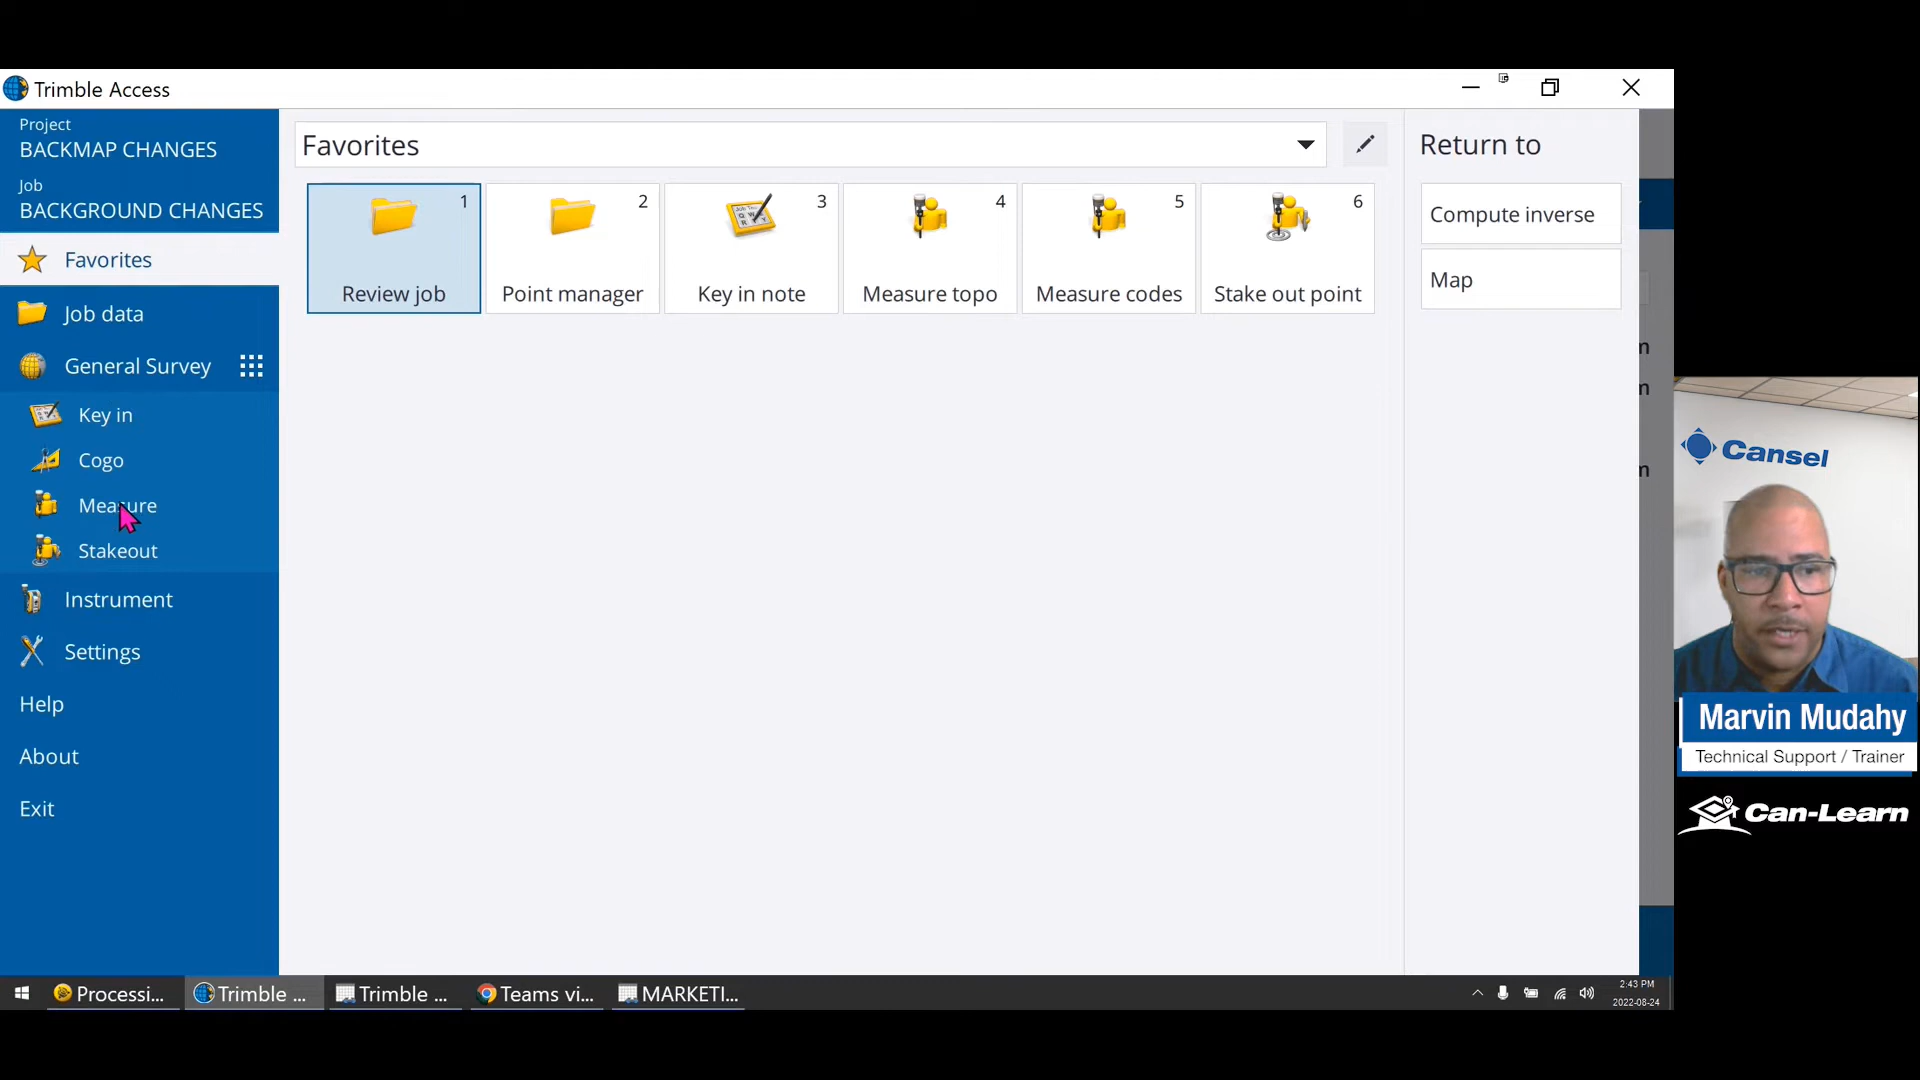 Trimble Access
Project
BACKMAP CHANGES
Job
BACKGROUND CHANGES
Favorites
Job data
General Survey
Key in
Cogo
Measure
Stakeout
Instrument
Settings
Help
About
Exit
Favorites
1
Review job
2
Point manager
3
Key in note
4
Measure topo
5
Measure codes
6
Stake out point
Return to
Compute inverse
Map
m
m
m
Cansel
Marvin Mudahy
Technical Support / Trainer
Can-Learn
Processi...
Trimble ...
Trimble ...
Teams vi...
MARKETI...
2:43 PM
2022-08-24